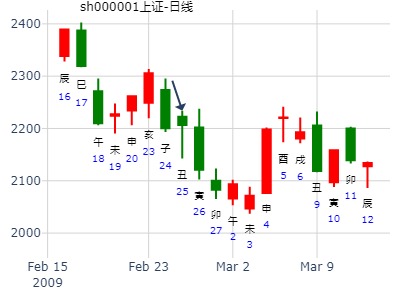 sh000001上证-日线
2400
2300
2200
2100
2000
辰
16
巳
17
午
18
未
19
申
20
亥
23
子
24
丑
25
寅
26
卯
27
午
2
未
3
申
4
酉
5
戌
6
丑
9
寅
10
卯
11
辰
12
Feb 15
2009
Feb 23
Mar 2
Mar 9